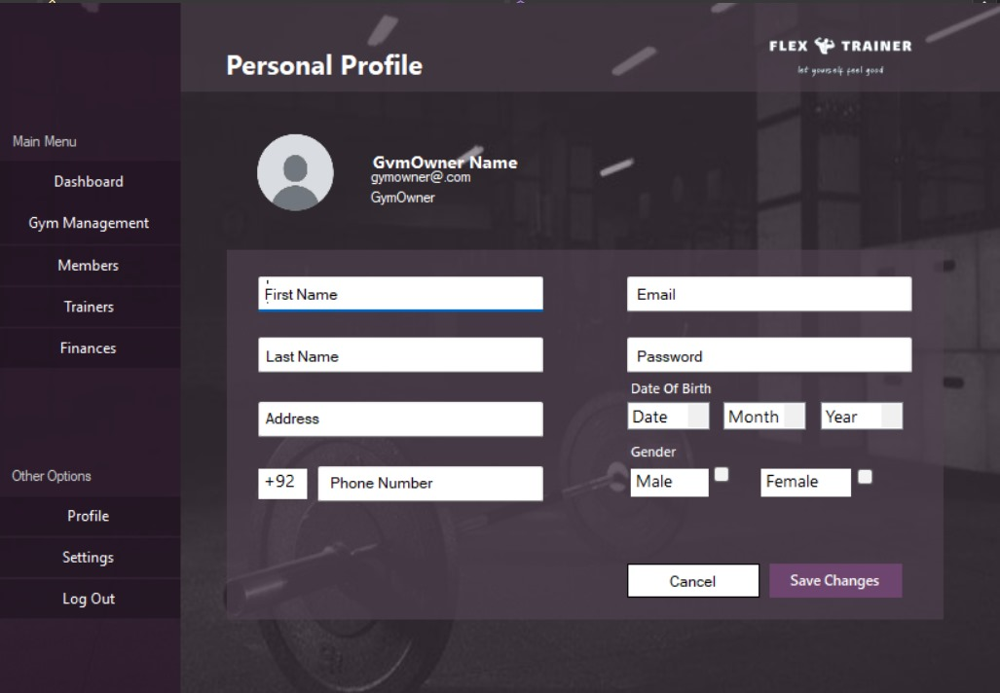 FLEX TRAINER
let yourself feel good
Personal Profile
Main Menu
Dashboard
Gym Management
Members
Trainers
Finances
Other Options
Profile
Settings
Log Out
GymOwner Name
gymowner@.com
GymOwner
First Name
Email
Last Name
Password
Date Of Birth
Address
Date Month Year
Gender
+92 Phone Number
Male Female
Cancel Save Changes